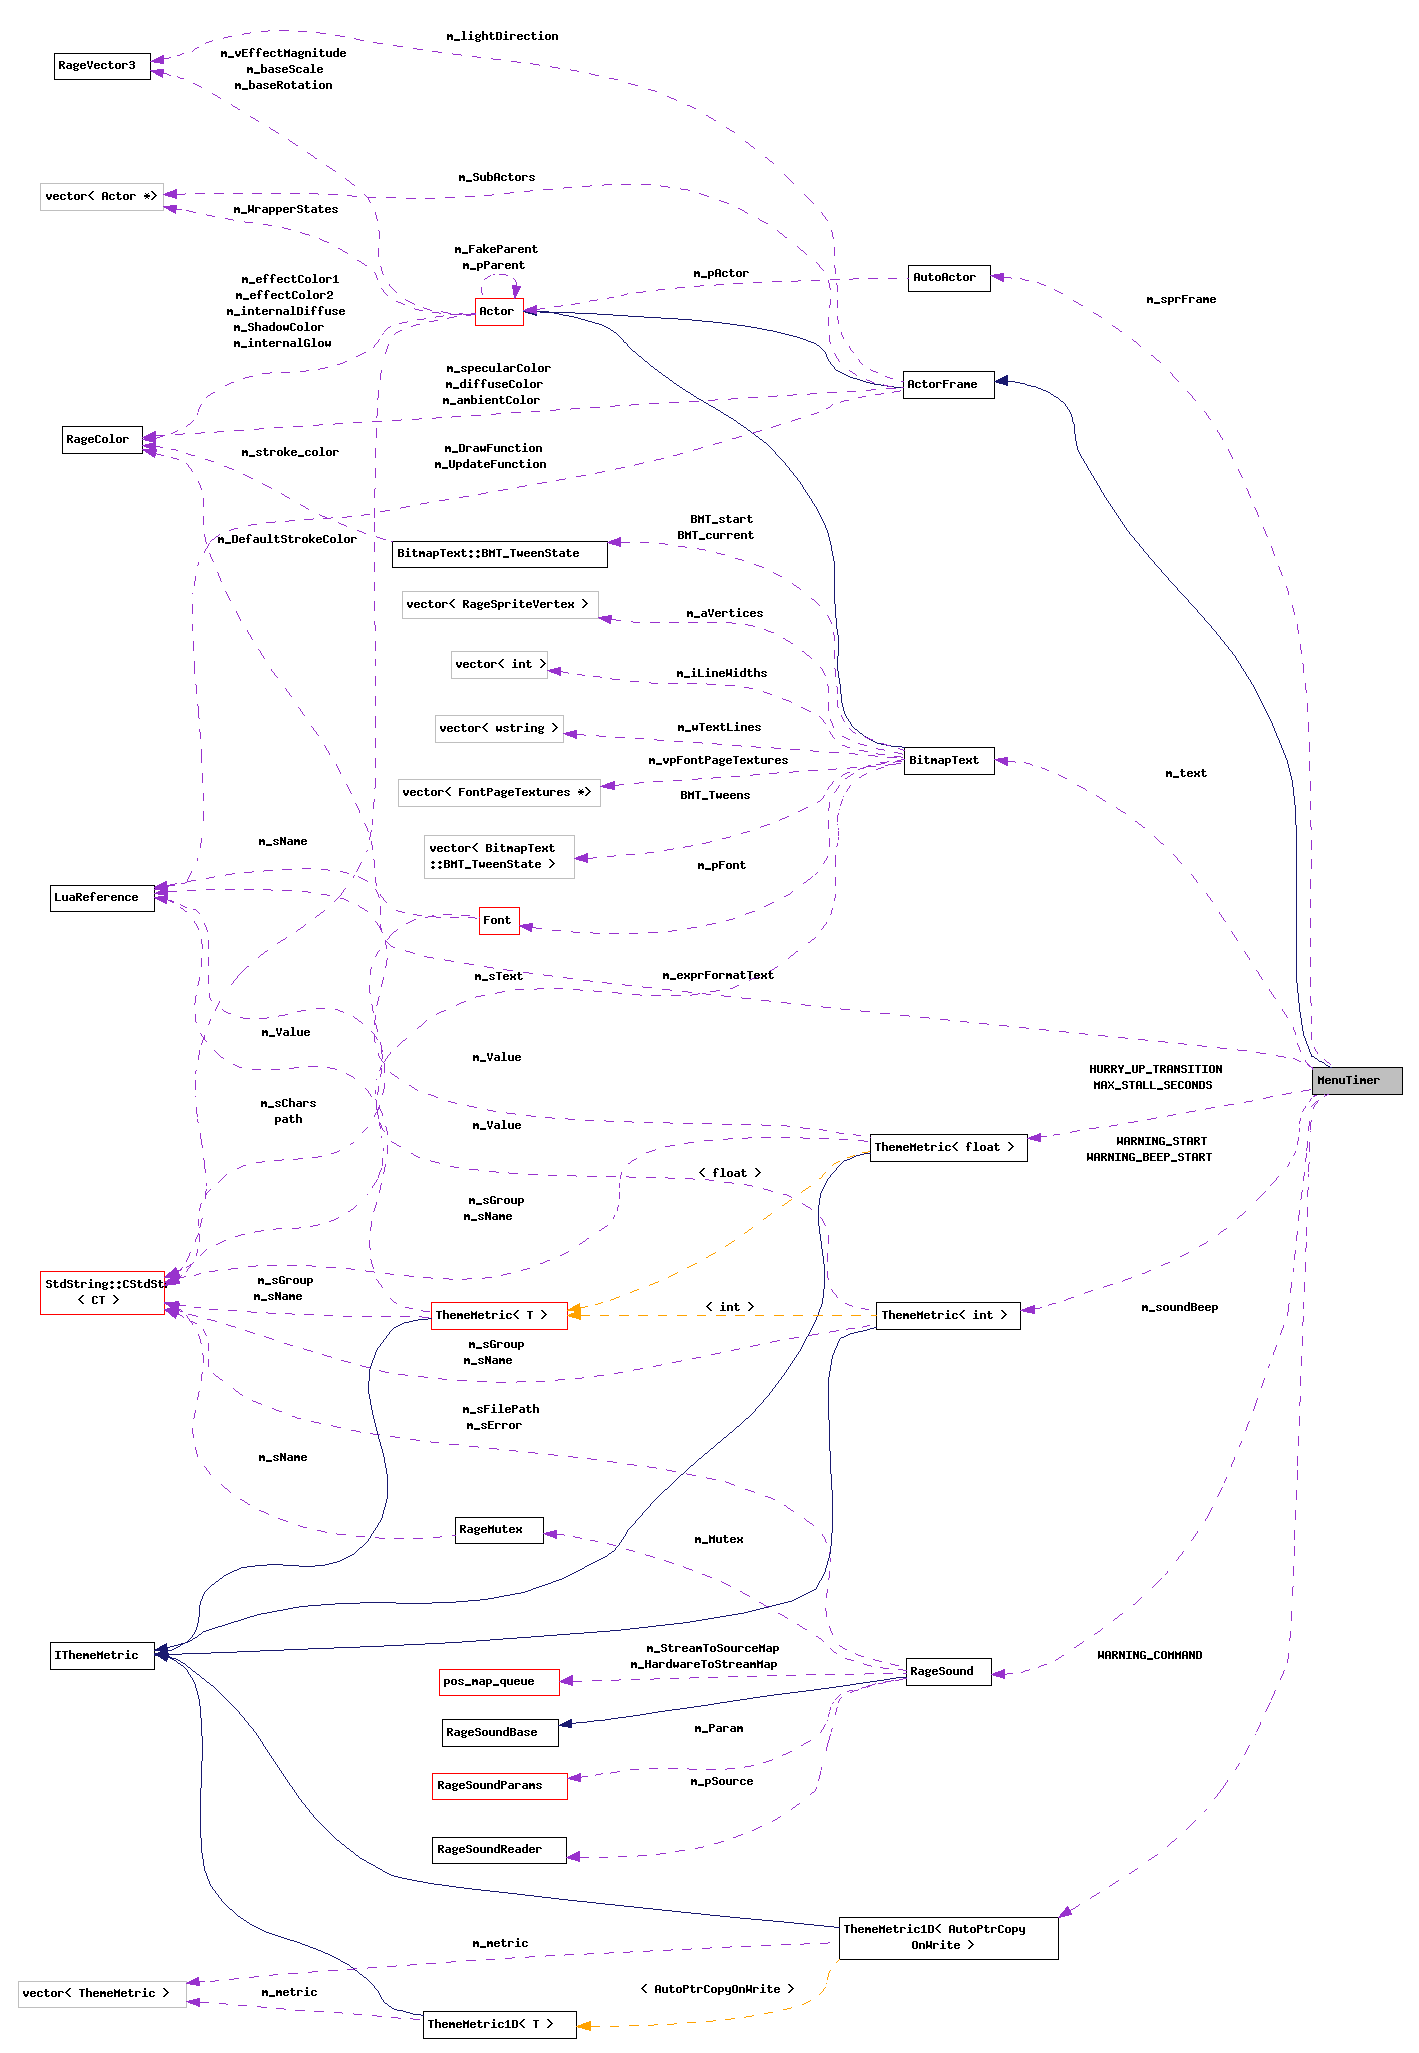 m_lightDirection
m_vEffectMagnitude
m_baseScale
m_baseRotation
RageVector3
m_SubActors
vector< Actor *>
m_WrapperStates
m_FakeParent
m_pParent
m_pActor
AutoActor
m_sprFrame
m_effectColor1
m_effectColor2
m_internalDiffuse
m_ShadowColor
m_internalGlow
Actor
m_specularColor
m_diffuseColor
m_ambientColor
ActorFrame
RageColor
m_stroke_color
m_DrawFunction
m_UpdateFunction
BMT_start
BMT_current
m_DefaultStrokeColor
BitmapText::BMT_TweenState
vector< RageSpriteVertex >
m_aVertices
vector< int >
m_iLineWidths
vector< wstring >
m_wTextLines
BitmapText
m_text
m_vpFontPageTextures
vector< FontPageTextures *>
BMT_Tweens
vector< BitmapText
::BMT_TweenState >
m_sName
m_pFont
LuaReference
Font
m_sText
m_exprFormatText
m_Value
m_Value
HURRY_UP_TRANSITION
MAX_STALL_SECONDS
MenuTimer
m_sChars
path
m_Value
ThemeMetric< float >
WARNING_START
WARNING_BEEP_START
< float >
m_sGroup
m_sName
StdString::CStdSt
< CT >
m_sGroup
m_sName
ThemeMetric< T >
< int >
ThemeMetric< int >
m_soundBeep
m_sGroup
m_sName
m_sFilePath
m_sError
m_sName
RageMutex
m_Mutex
IThemeMetric
m_StreamToSourceMap
m_HardwareToStreamMap
WARNING_COMMAND
pos_map_queue
RageSound
RageSoundBase
m_Param
RageSoundParams
m_pSource
RageSoundReader
ThemeMetric1D< AutoPtrCopy
OnWrite >
m_metric
vector< ThemeMetric >
m_metric
< AutoPtrCopyOnWrite >
ThemeMetric1D< T >